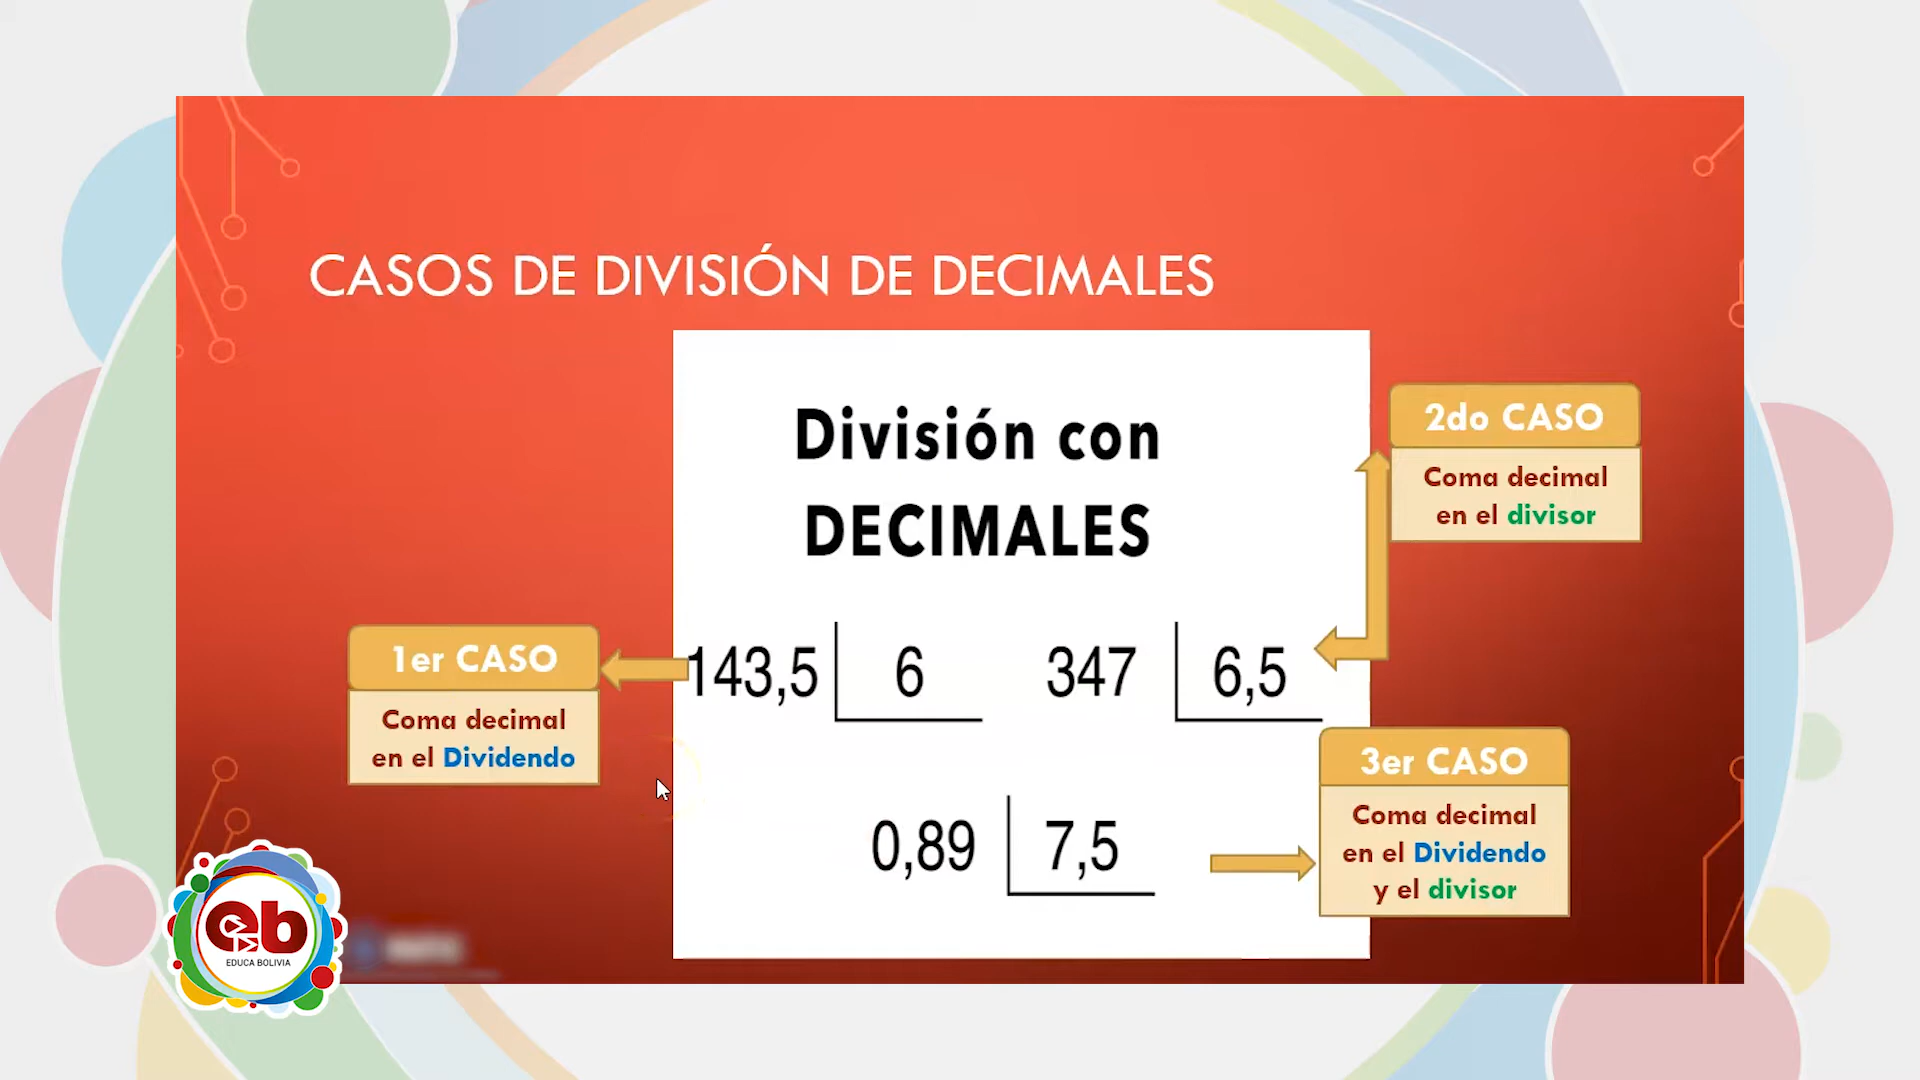 CASOS DE DIVISIÓN DE DECIMALES
División con
DECIMALES
2do CASO
Coma decimal
en el divisor
1er CASO
Coma decimal
en el Dividendo
143,5 6
347 6,5
0,89 7,5
3er CASO
Coma decimal
en el Dividendo
y el divisor
eb
EDUCA BOLIVIA